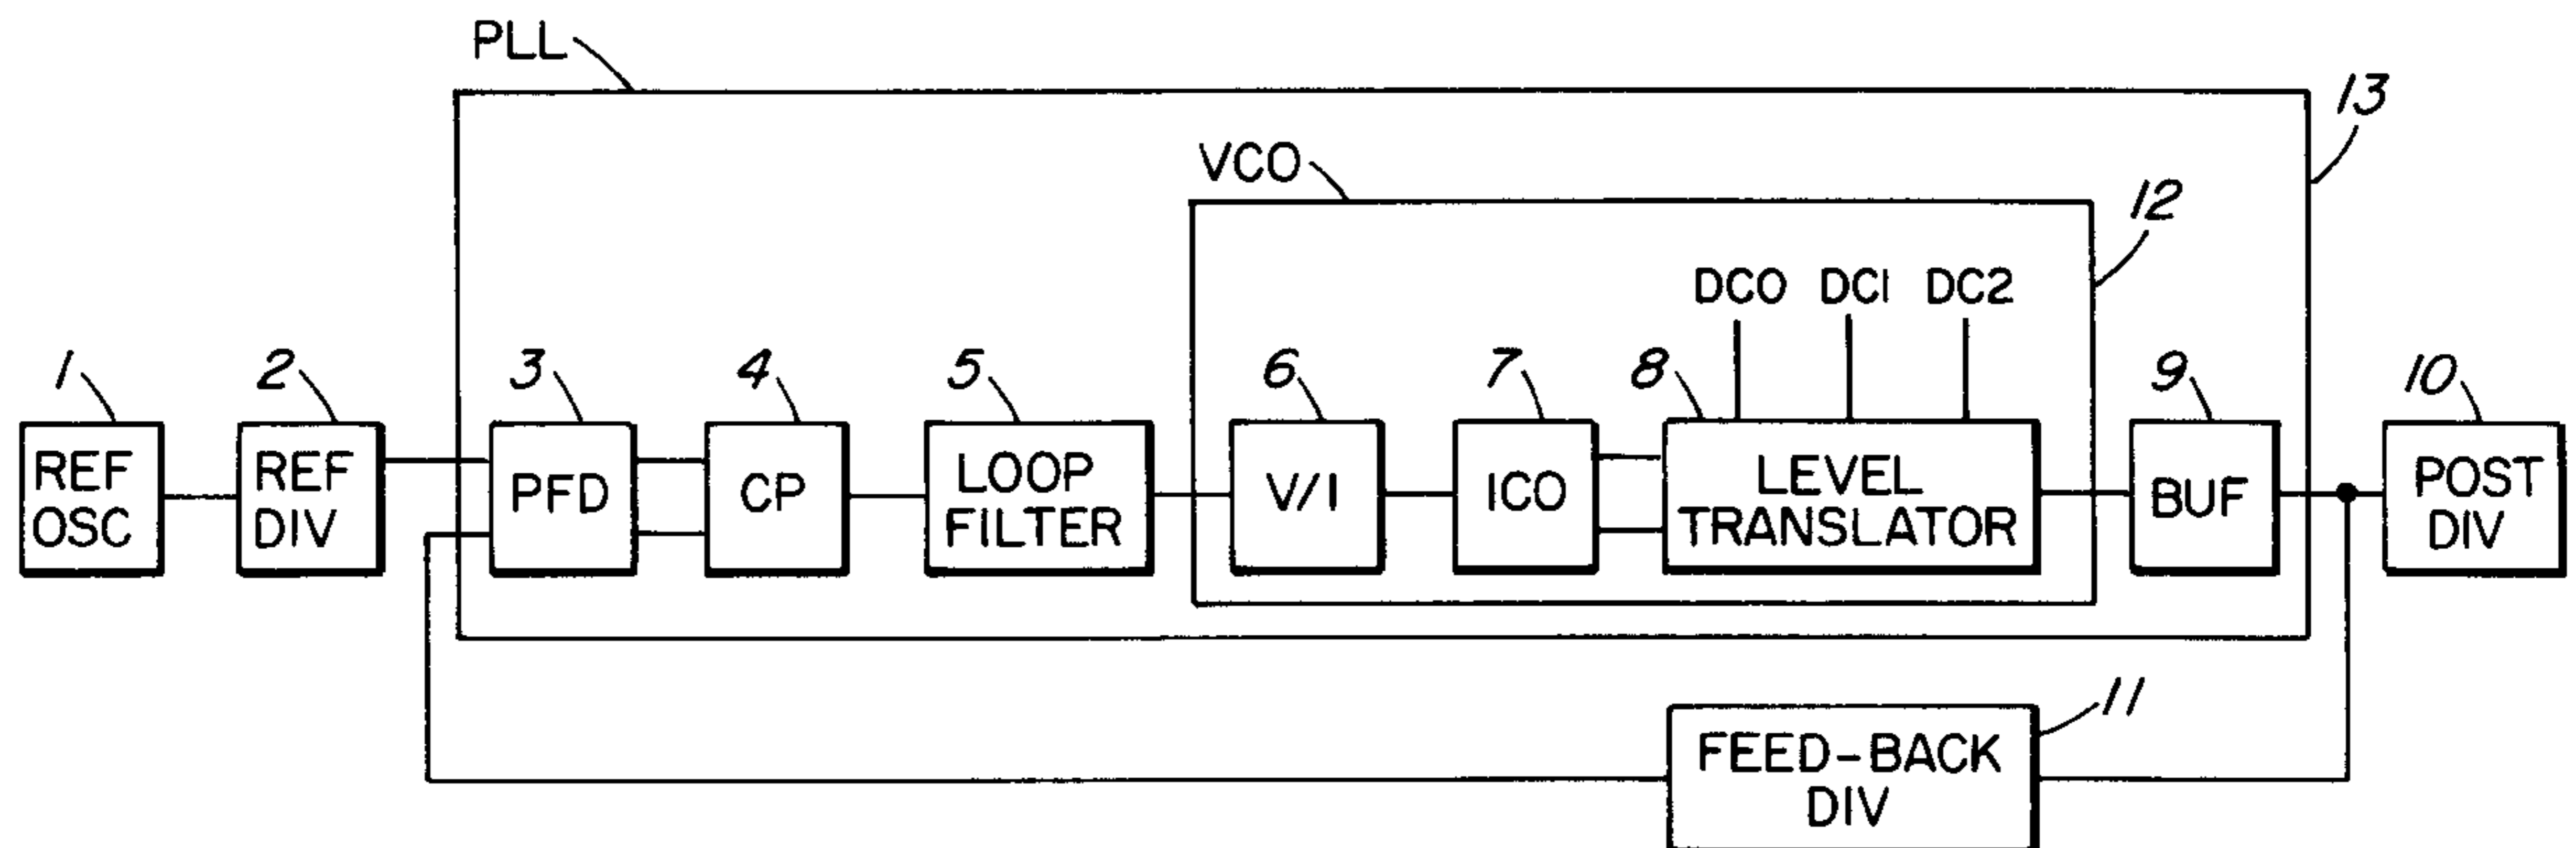 PLL
13
VCO
12
DC0 DC1 DC2
1 2 3 4 5 6 7 8 9 10
REF
OSC
REF
DIV
PFD
CP
LOOP
FILTER
V/I
ICO
LEVEL
TRANSLATOR
BUF
POST
DIV
11
FEED-BACK
DIV